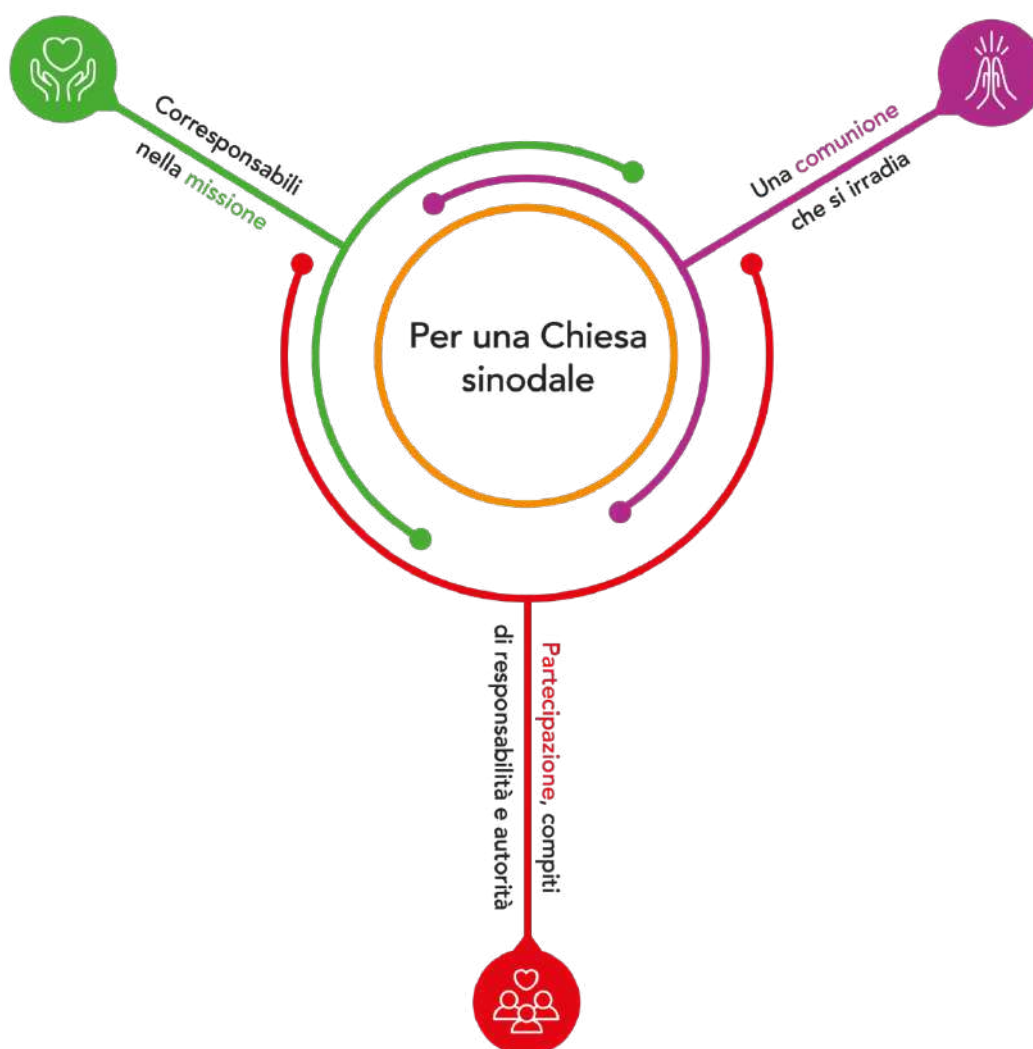 Corresponsabili
nella missione
Una comunione
che si irradia
Per una Chiesa
sinodale
Partecipazione, compiti
di responsabilità e autorità